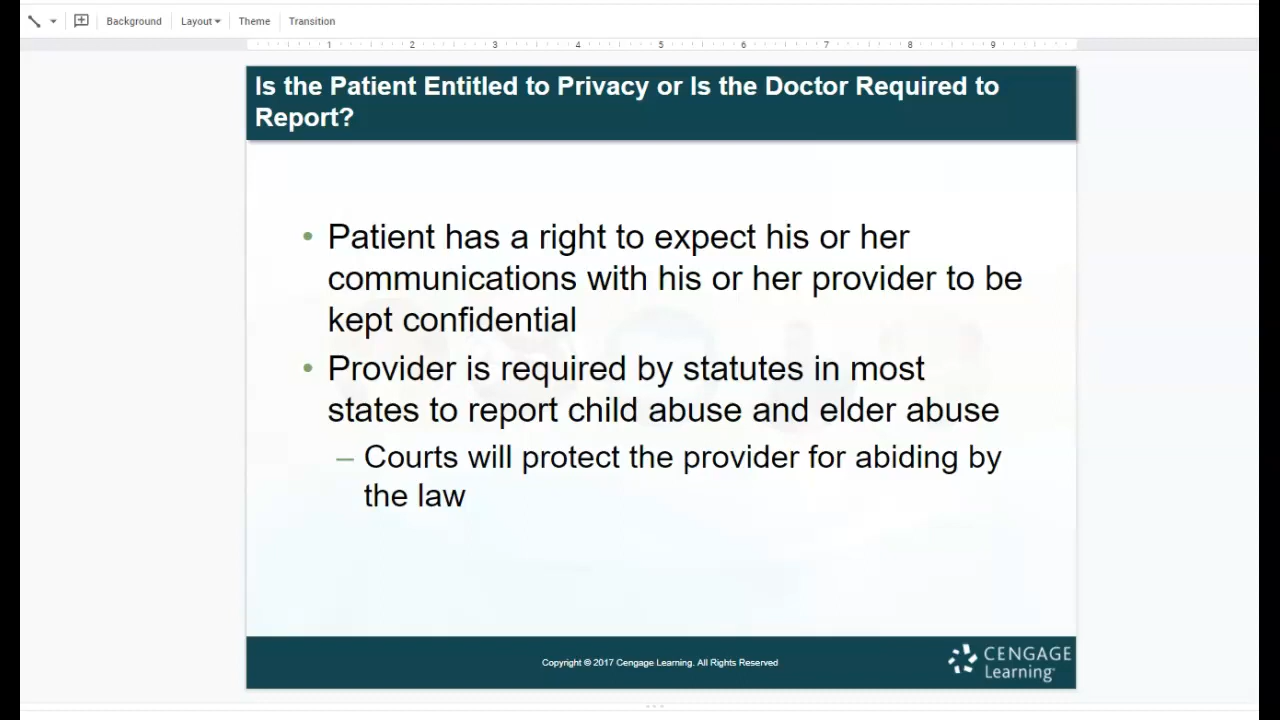 Background Layout Theme Transition
1 2 3 4 5 6 7 8 9
Is the Patient Entitled to Privacy or Is the Doctor Required to
Report?
• Patient has a right to expect his or her
communications with his or her provider to be
kept confidential
• Provider is required by statutes in most
states to report child abuse and elder abuse
– Courts will protect the provider for abiding by
the law
Copyright © 2017 Cengage Learning. All Rights Reserved
CENGAGE
Learning™